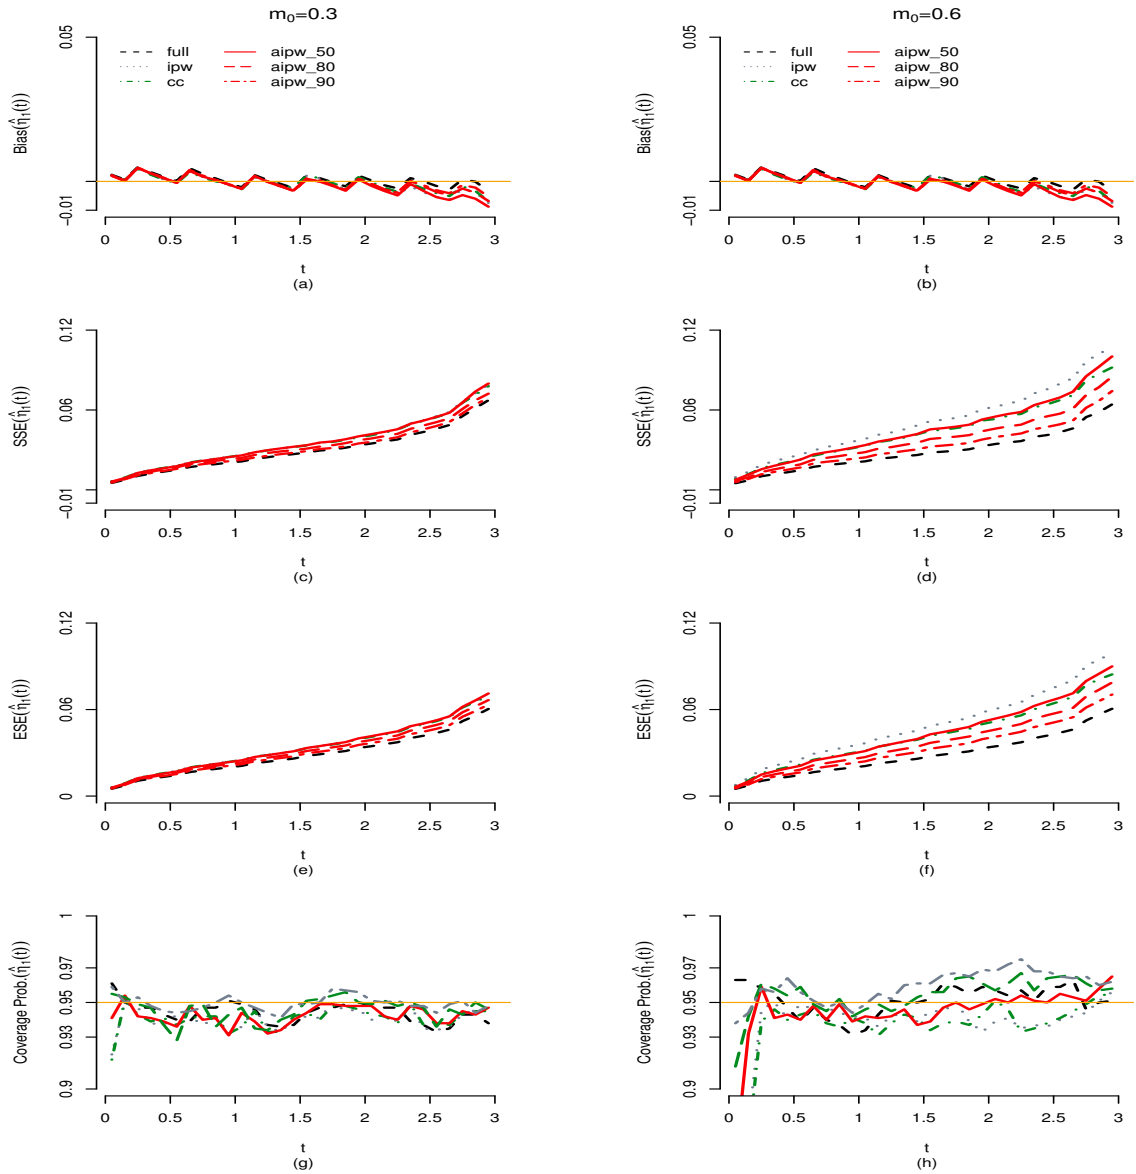 m₀=0.3
Bias(η̂₁(t))
0.05
-0.01
full
ipw
cc
aipw_50
aipw_80
aipw_90
0 0.5 1 1.5 2 2.5 3
t
(a)
m₀=0.6
Bias(η̂₁(t))
0.05
-0.01
full
ipw
cc
aipw_50
aipw_80
aipw_90
0 0.5 1 1.5 2 2.5 3
t
(b)
SSE(η̂₁(t))
0.12
0.06
-0.01
0 0.5 1 1.5 2 2.5 3
t
(c)
SSE(η̂₁(t))
0.12
0.06
-0.01
0 0.5 1 1.5 2 2.5 3
t
(d)
ESE(η̂₁(t))
0.12
0.06
0
0 0.5 1 1.5 2 2.5 3
t
(e)
ESE(η̂₁(t))
0.12
0.06
0
0 0.5 1 1.5 2 2.5 3
t
(f)
Coverage Prob.(η̂₁(t))
1
0.97
0.95
0.93
0.9
0 0.5 1 1.5 2 2.5 3
t
(g)
Coverage Prob.(η̂₁(t))
1
0.97
0.95
0.93
0.9
0 0.5 1 1.5 2 2.5 3
t
(h)